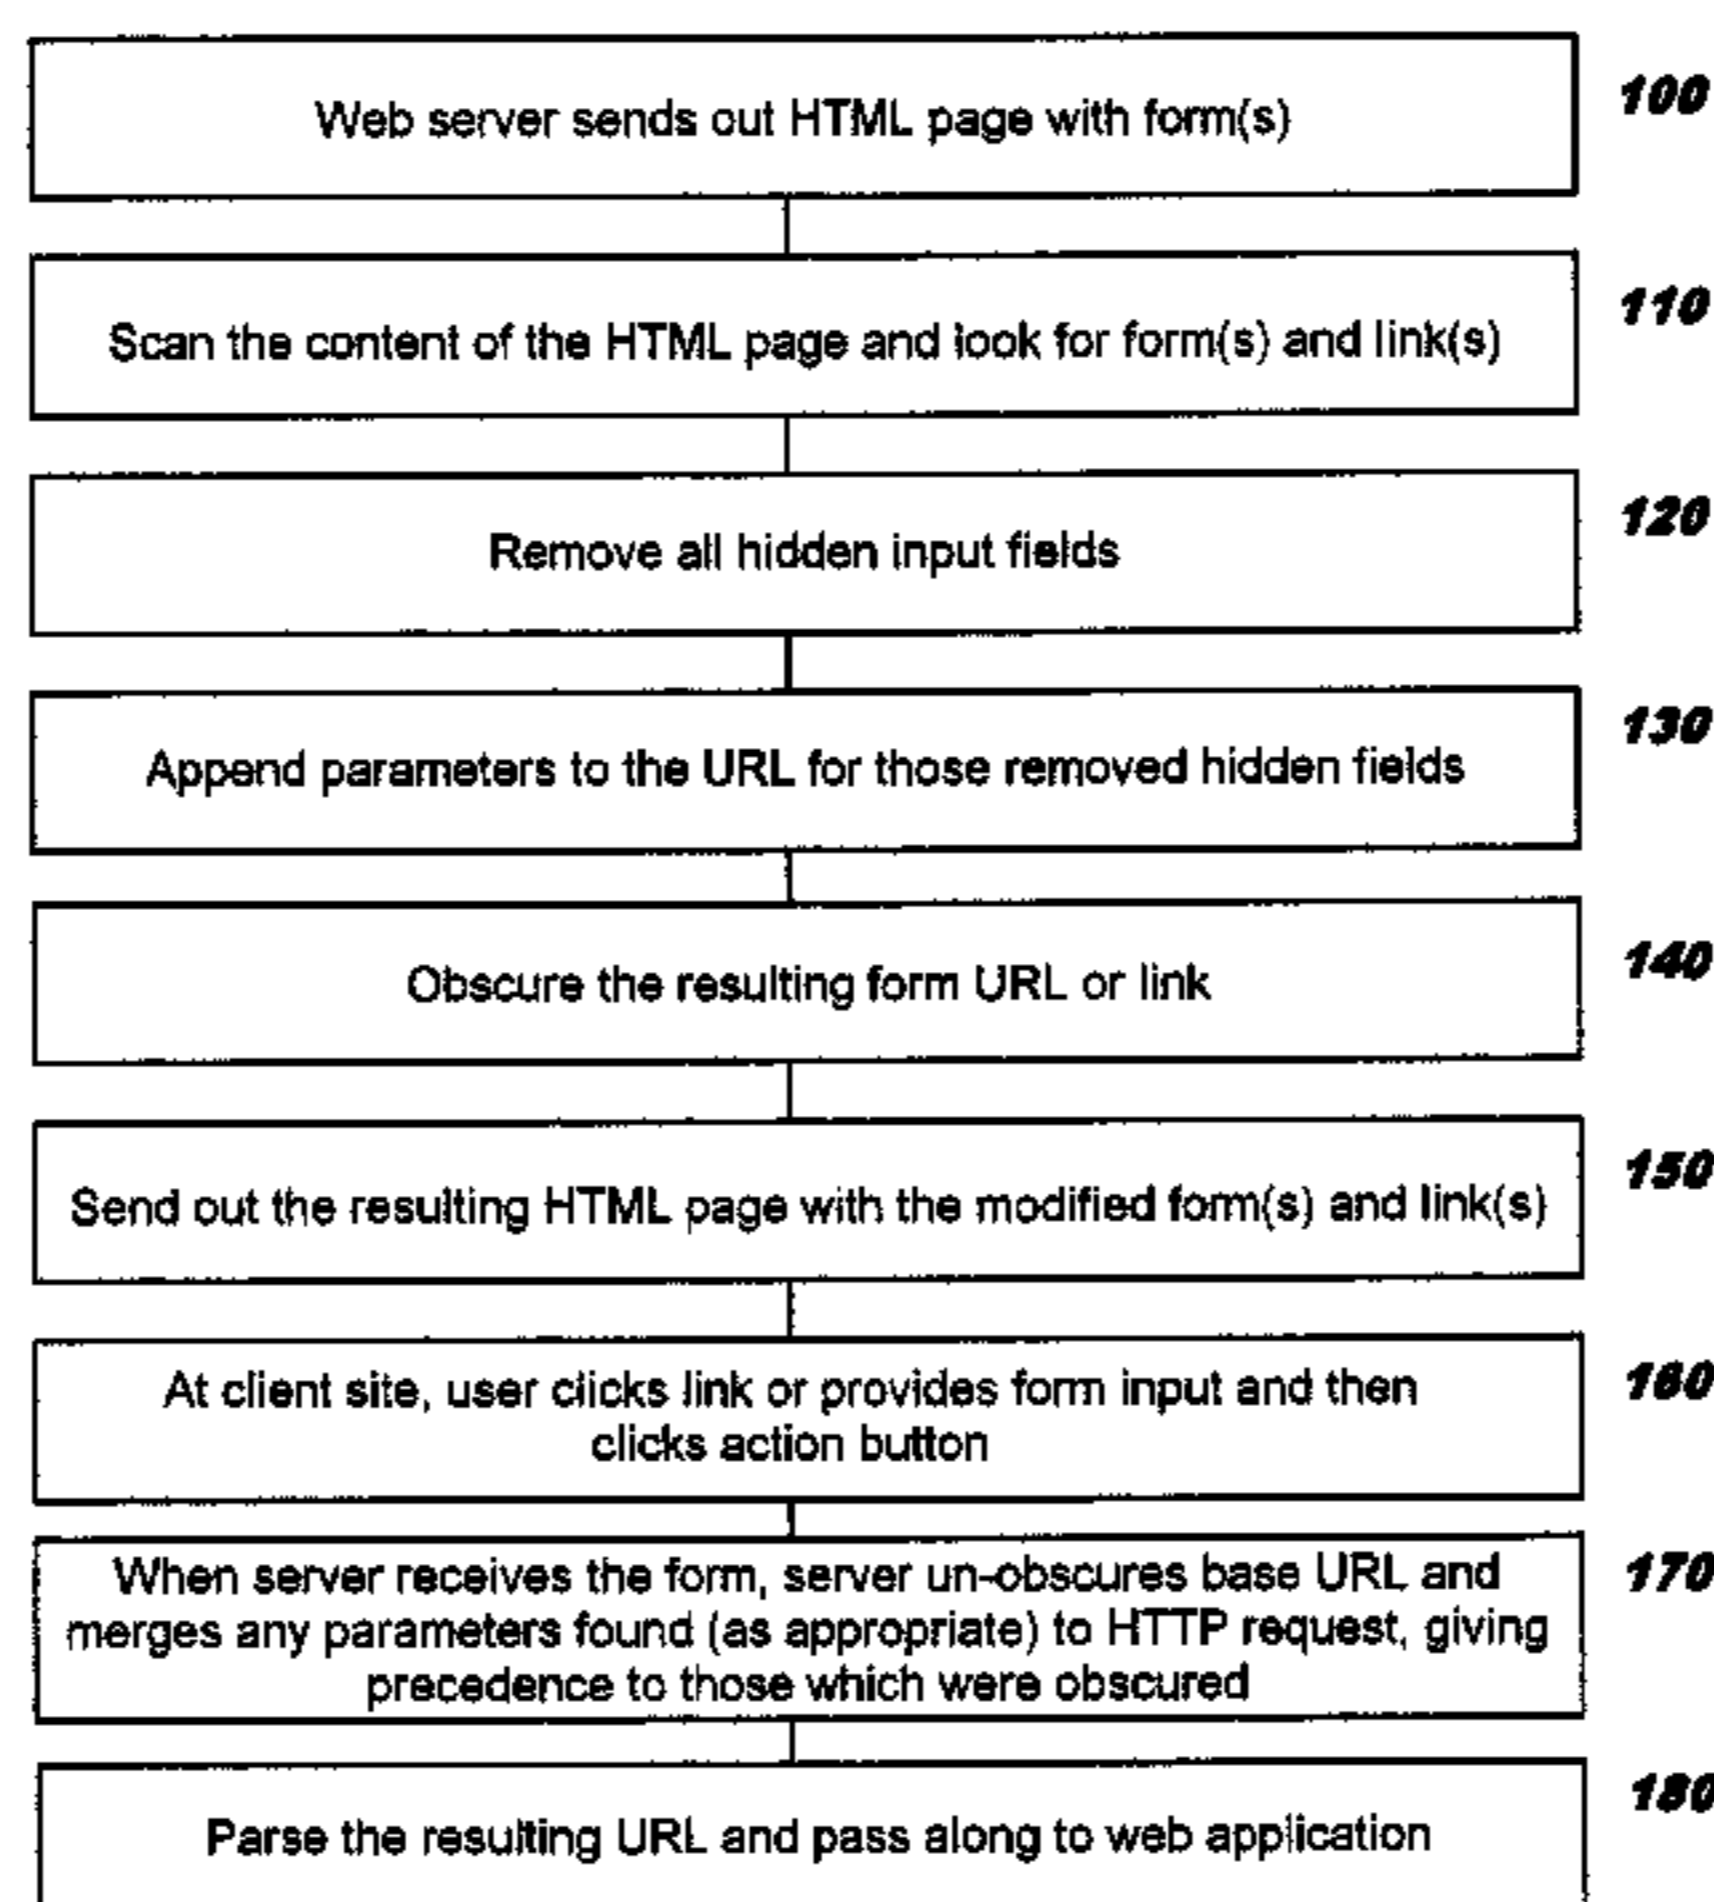 Web server sends out HTML page with form(s)
100
Scan the content of the HTML page and look for form(s) and link(s)
110
Remove all hidden input fields
120
Append parameters to the URL for those removed hidden fields
130
Obscure the resulting form URL or link
140
Send out the resulting HTML page with the modified form(s) and link(s)
150
At client site, user clicks link or provides form input and then
clicks action button
160
When server receives the form, server un-obscures base URL and
merges any parameters found (as appropriate) to HTTP request, giving
precedence to those which were obscured
170
Parse the resulting URL and pass along to web application
180